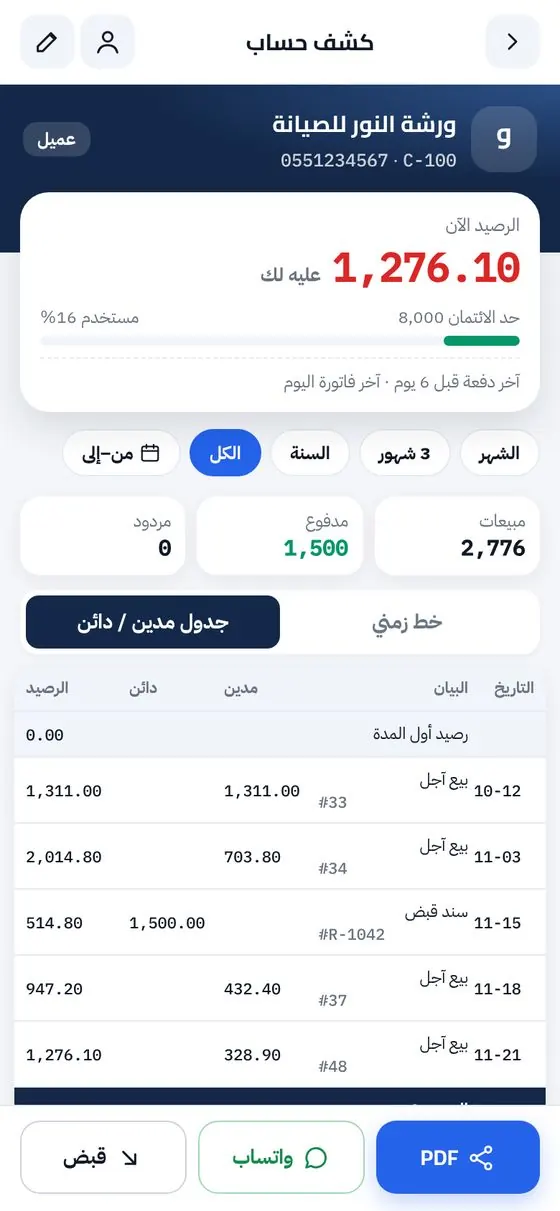 كشف حساب
و
ورشة النور للصيانة
C-100 · 0551234567
عميل
الرصيد الآن
1,276.10 عليه لك
حد الائتمان 8,000
مستخدم 16%
آخر دفعة قبل 6 يوم · آخر فاتورة اليوم
الشهر
3 شهور
السنة
الكل
من–إلى
مبيعات
2,776
مدفوع
1,500
مردود
0
خط زمني
جدول مدين / دائن
التاريخ البيان مدين دائن الرصيد
رصيد أول المدة 0.00
10-12 بيع آجل #33 1,311.00 1,311.00
11-03 بيع آجل #34 703.80 2,014.80
11-15 سند قبض #R-1042 1,500.00 514.80
11-18 بيع آجل #37 432.40 947.20
11-21 بيع آجل #48 328.90 1,276.10
PDF
واتساب
قبض